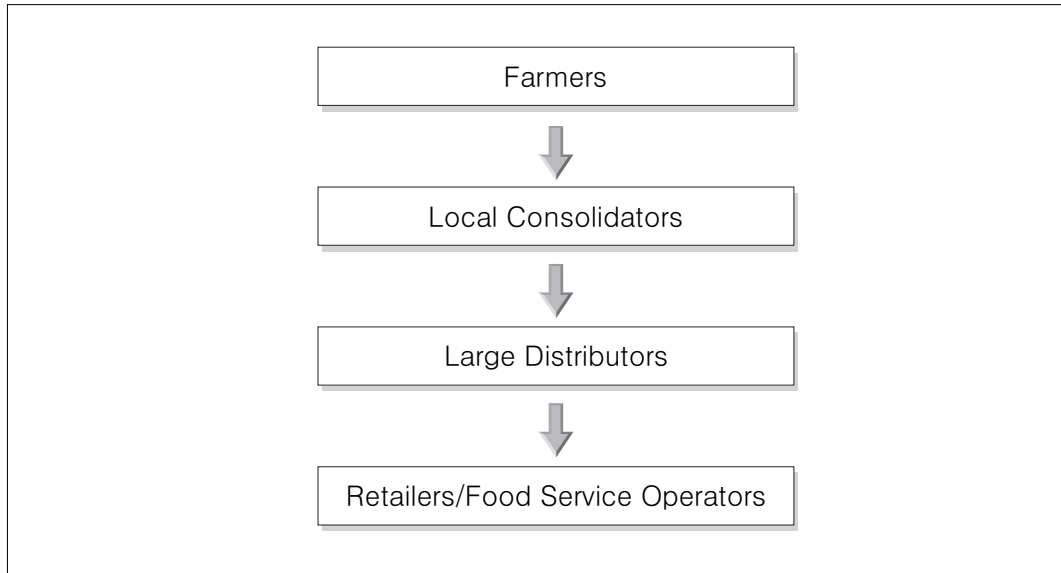 Farmers
Local Consolidators
Large Distributors
Retailers/Food Service Operators